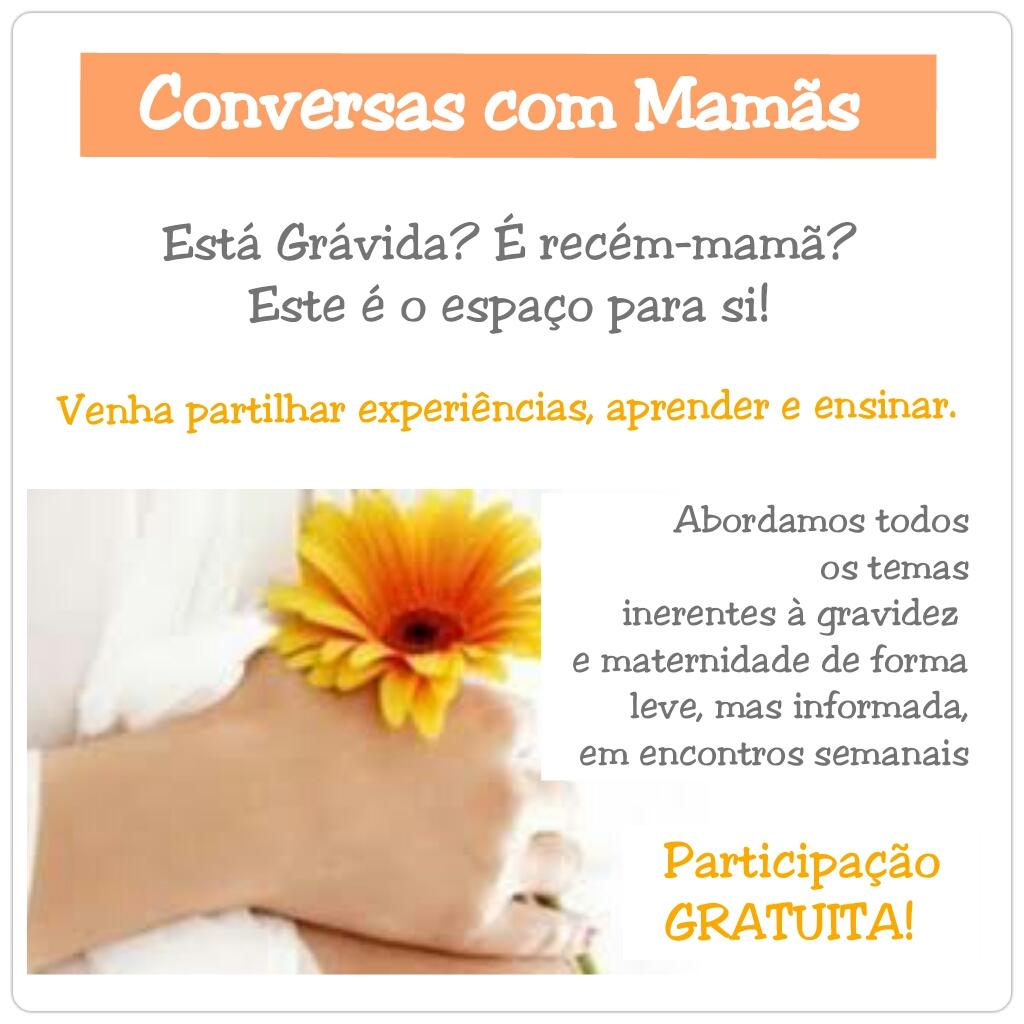 Conversas com Mamãs
Está Grávida? É recém-mamã?
Este é o espaço para si!
Venha partilhar experiências, aprender e ensinar.
Abordamos todos
os temas
inerentes à gravidez
e maternidade de forma
leve, mas informada,
em encontros semanais
Participação
GRATUITA!